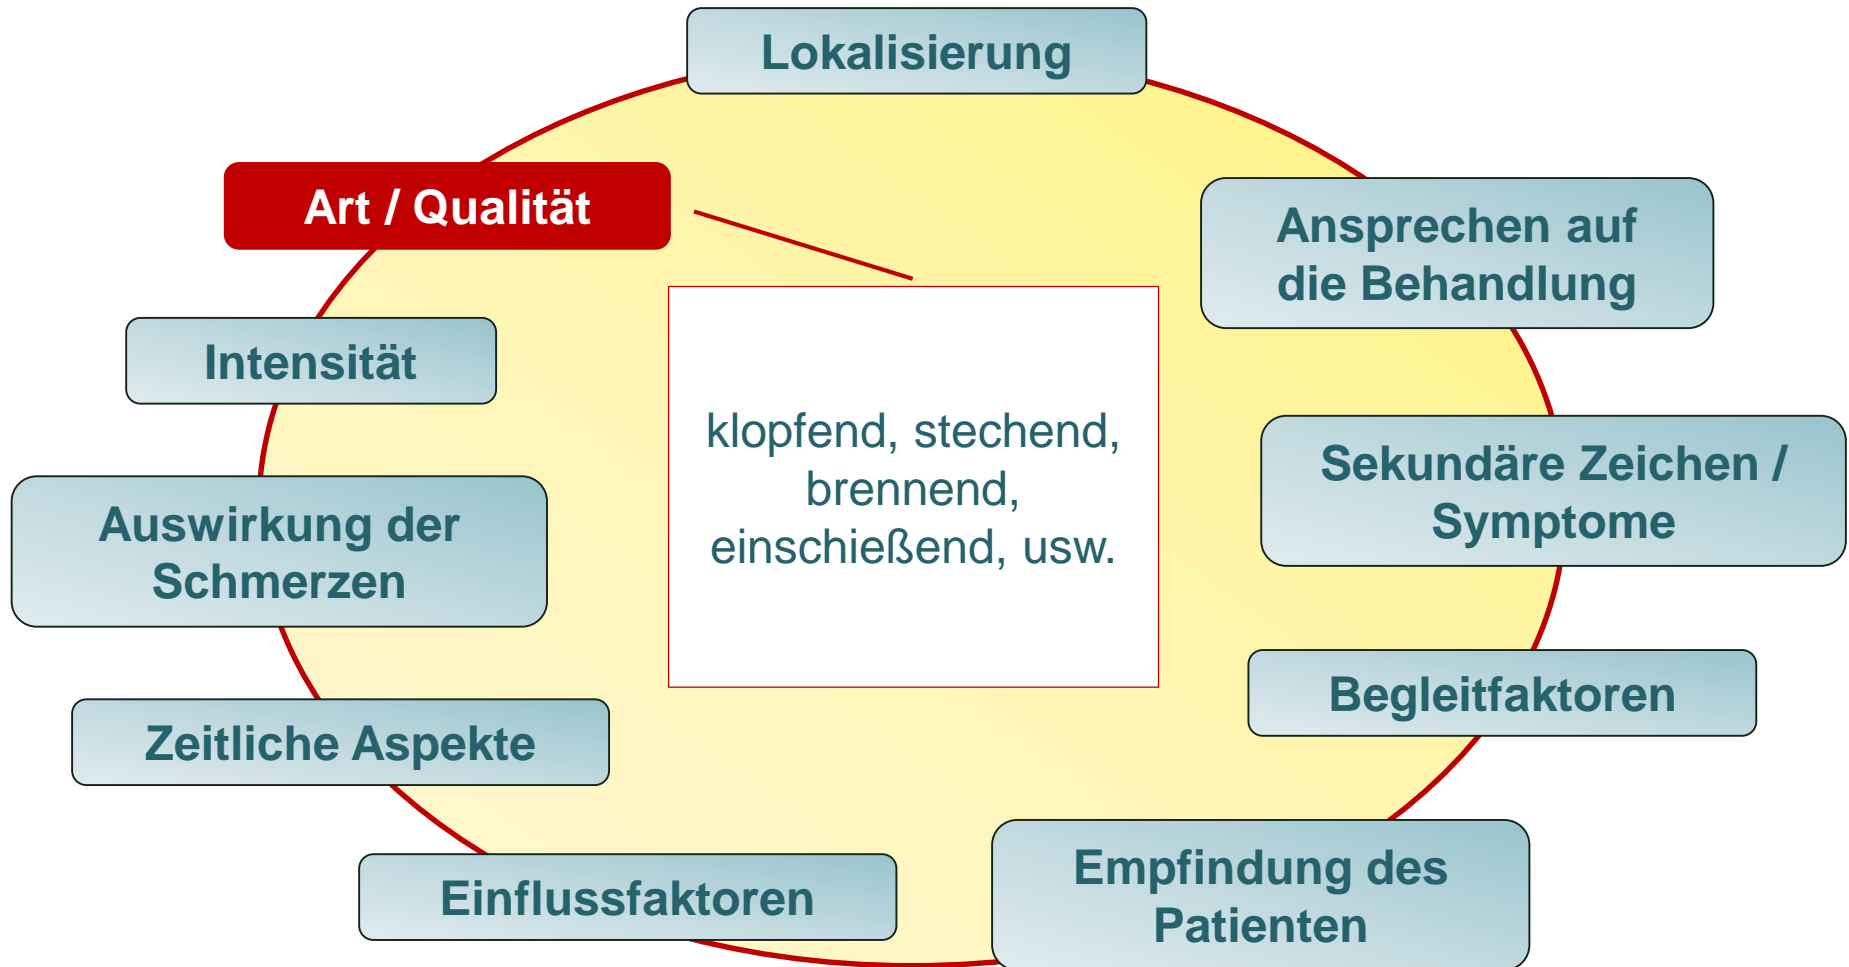 Lokalisierung
Art / Qualität
Ansprechen auf
die Behandlung
Intensität
klopfend, stechend,
brennend,
einschießend, usw.
Sekundäre Zeichen /
Symptome
Auswirkung der
Schmerzen
Begleitfaktoren
Zeitliche Aspekte
Empfindung des
Patienten
Einflussfaktoren